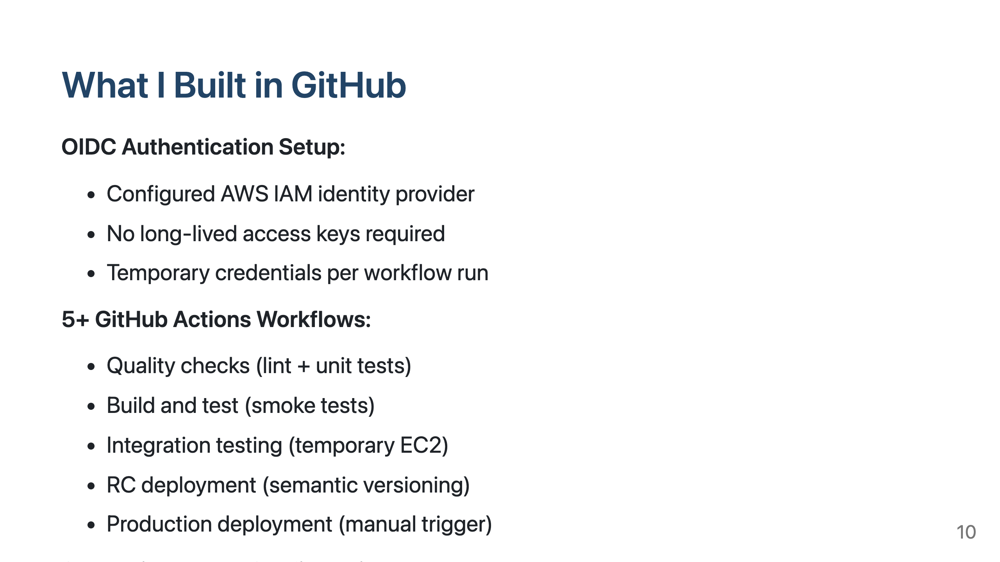 What I Built in GitHub
OIDC Authentication Setup:
• Configured AWS IAM identity provider
• No long-lived access keys required
• Temporary credentials per workflow run
5+ GitHub Actions Workflows:
• Quality checks (lint + unit tests)
• Build and test (smoke tests)
• Integration testing (temporary EC2)
• RC deployment (semantic versioning)
• Production deployment (manual trigger)
10